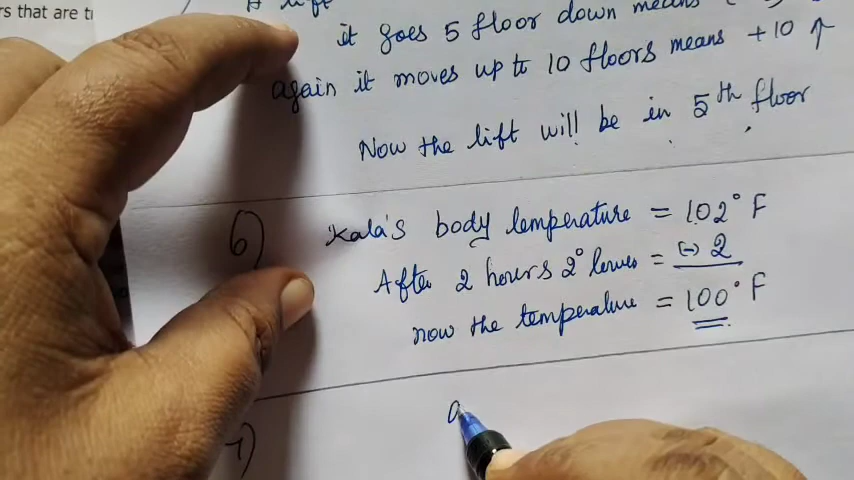 rs that are
A lift
it goes 5 floor down means
again it moves up to 10 floors means +10 ↑
Now the lift will be in 5th floor
6) Kala's body temperature = 102° F
After 2 hours 2° lower = (-) 2
now the temperature = 100° F
7)